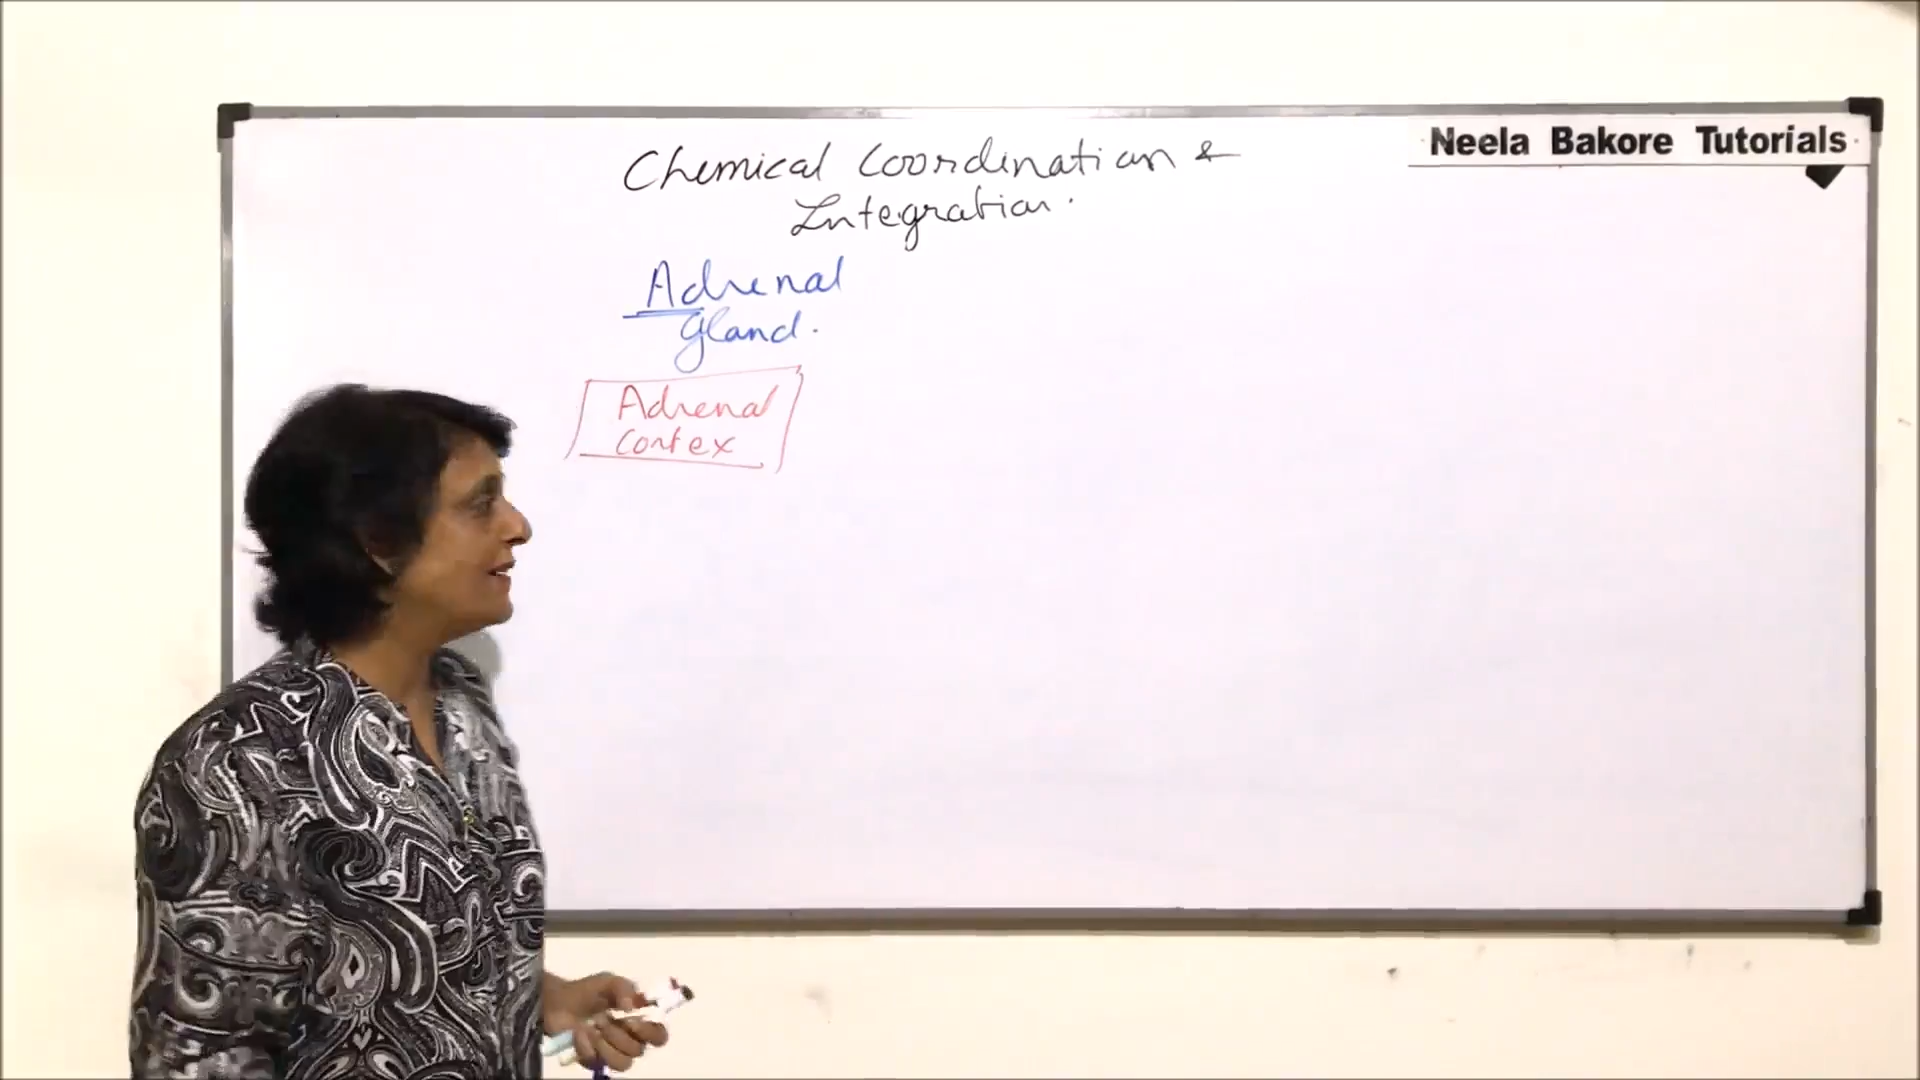 Neela Bakore Tutorials
Chemical Coordination &
Integration.
Adrenal
Gland.
Adrenal
Cortex